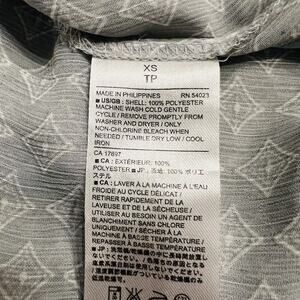 XS
TP
MADE IN PHILIPPINES RN 54023
■ US/GB : SHELL: 100% POLYESTER
MACHINE WASH COLD GENTLE
CYCLE / REMOVE PROMPTLY FROM
WASHER AND DRYER / ONLY
NON-CHLORINE BLEACH WHEN
NEEDED / TUMBLE DRY LOW / COOL
IRON
CA 17897
■ CA : EXTÉRIEUR: 100%
POLYESTER ■ JP : 表地: 100% ポリエ
ステル
■ CA : LAVER À LA MACHINE À L'EAU
FROIDE AU CYCLE DÉLICAT /
RETIRER RAPIDEMENT DE LA
LAVEUSE ET DE LA SÉCHEUSE /
UTILISER AU BESOIN UN AGENT DE
BLANCHIMENT SANS CHLORE
UNIQUEMENT / SÉCHER À LA
MACHINE À BASSE TEMPÉRATURE /
REPASSER À BASSE TEMPÉRATURE